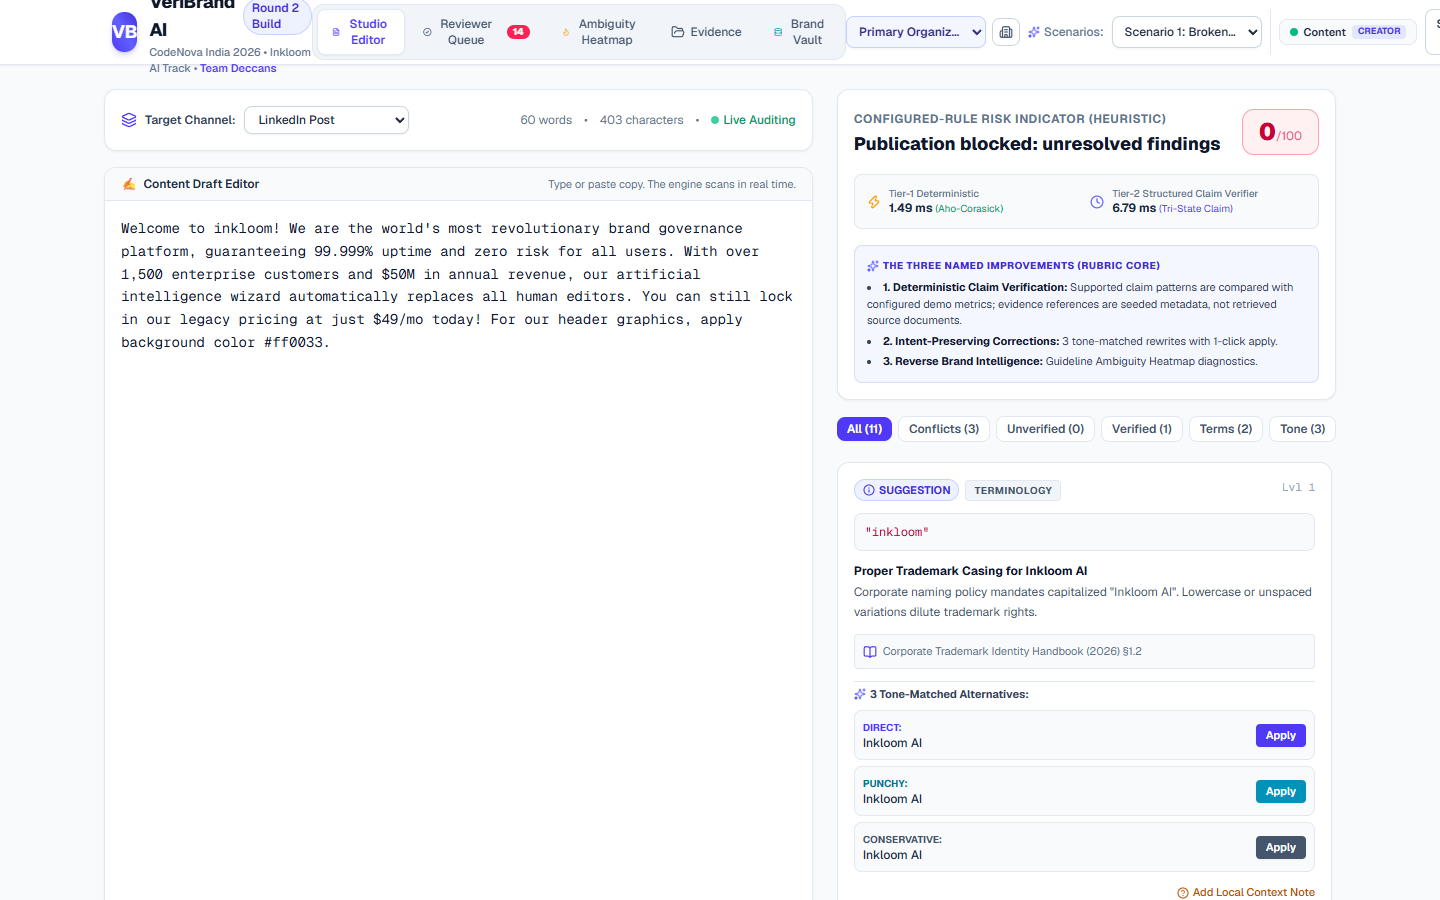 VeriBrand
AI
CodeNova India 2026 • Inkloom
AI Track • Team Deccans
VB
Round 2
Build
Studio
Editor
Reviewer
Queue
14
Ambiguity
Heatmap
Evidence
Brand
Vault
Primary Organiz...
Scenarios:
Scenario 1: Broken...
Content CREATOR
Target Channel:
LinkedIn Post
60 words • 403 characters • Live Auditing
Content Draft Editor
Type or paste copy. The engine scans in real time.
Welcome to inkloom! We are the world's most revolutionary brand governance
platform, guaranteeing 99.999% uptime and zero risk for all users. With over
1,500 enterprise customers and $50M in annual revenue, our artificial
intelligence wizard automatically replaces all human editors. You can still lock
in our legacy pricing at just $49/mo today! For our header graphics, apply
background color #ff0033.
CONFIGURED-RULE RISK INDICATOR (HEURISTIC)
Publication blocked: unresolved findings
0/100
Tier-1 Deterministic
1.49 ms (Aho-Corasick)
Tier-2 Structured Claim Verifier
6.79 ms (Tri-State Claim)
THE THREE NAMED IMPROVEMENTS (RUBRIC CORE)
• 1. Deterministic Claim Verification: Supported claim patterns are compared with
configured demo metrics; evidence references are seeded metadata, not retrieved
source documents.
• 2. Intent-Preserving Corrections: 3 tone-matched rewrites with 1-click apply.
• 3. Reverse Brand Intelligence: Guideline Ambiguity Heatmap diagnostics.
All (11)
Conflicts (3)
Unverified (0)
Verified (1)
Terms (2)
Tone (3)
SUGGESTION
TERMINOLOGY
Lvl 1
"inkloom"
Proper Trademark Casing for Inkloom AI
Corporate naming policy mandates capitalized "Inkloom AI". Lowercase or unspaced
variations dilute trademark rights.
Corporate Trademark Identity Handbook (2026) §1.2
3 Tone-Matched Alternatives:
DIRECT:
Inkloom AI
Apply
PUNCHY:
Inkloom AI
Apply
CONSERVATIVE:
Inkloom AI
Apply
Add Local Context Note